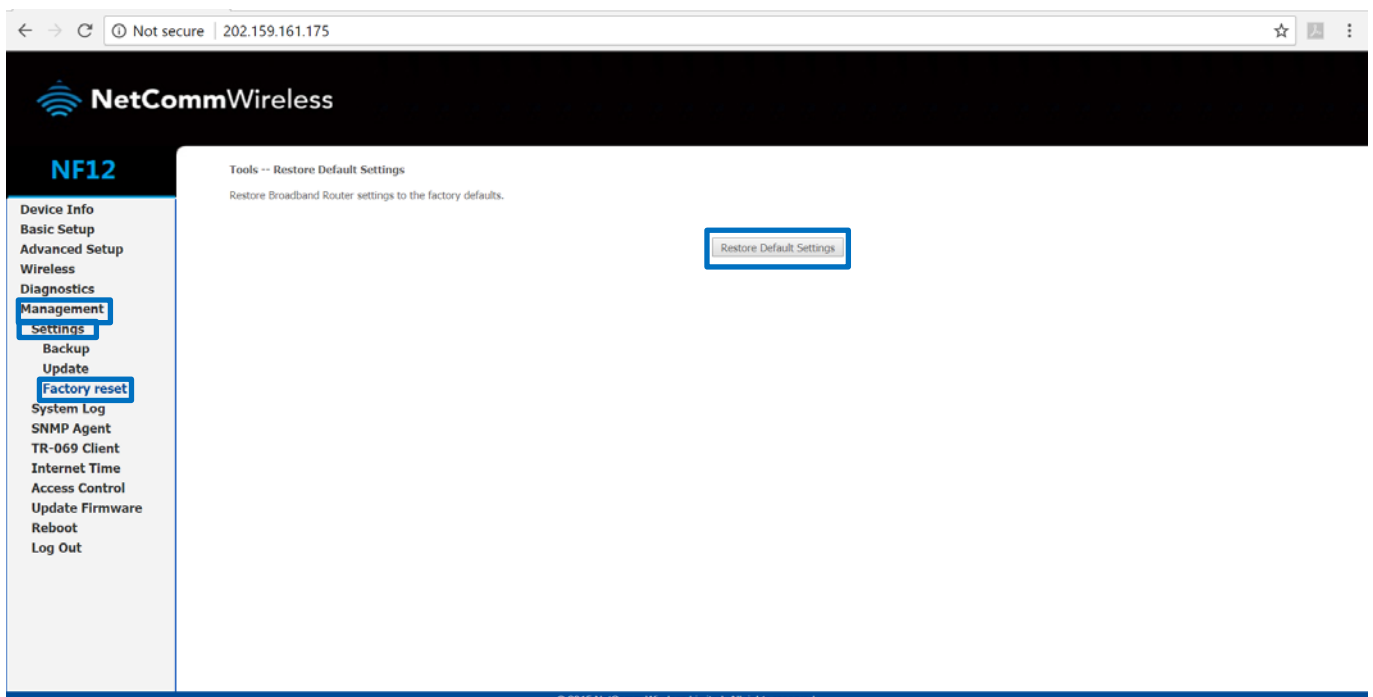 Not secure 202.159.161.175
NetCommWireless
NF12
Device Info
Basic Setup
Advanced Setup
Wireless
Diagnostics
Management
Settings
Backup
Update
Factory reset
System Log
SNMP Agent
TR-069 Client
Internet Time
Access Control
Update Firmware
Reboot
Log Out
Tools -- Restore Default Settings
Restore Broadband Router settings to the factory defaults.
Restore Default Settings